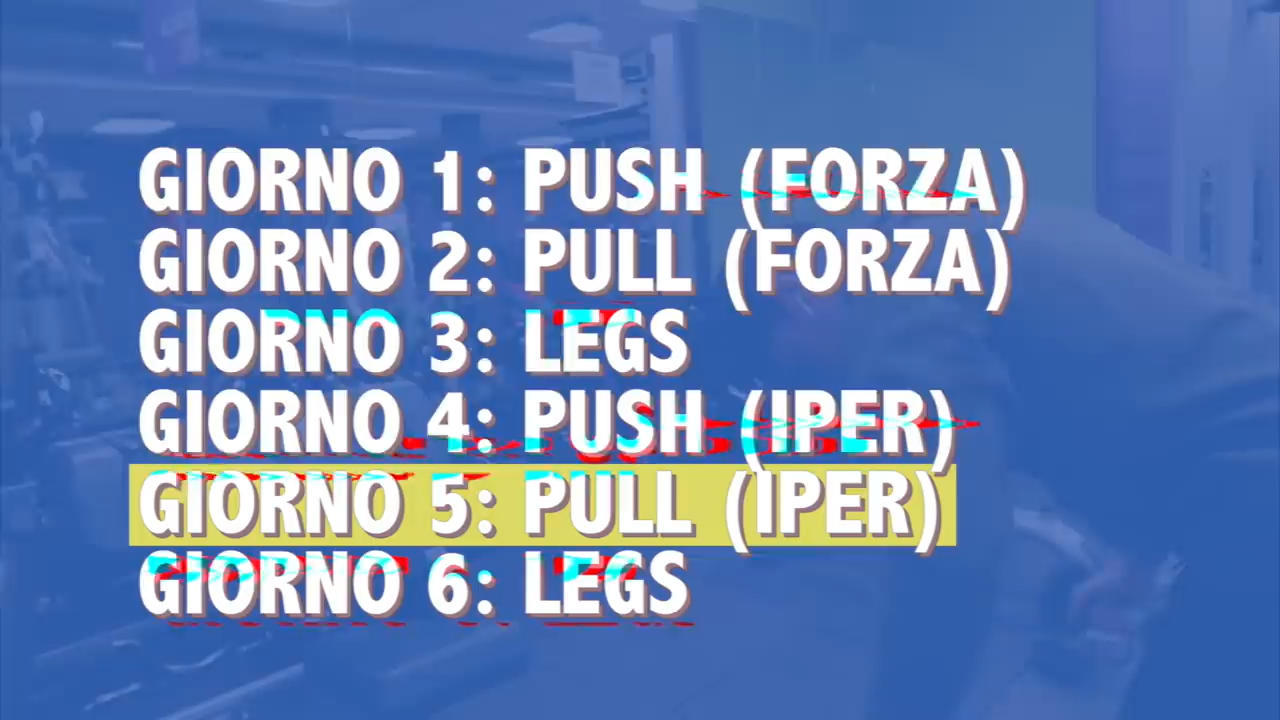 GIORNO 1: PUSH (FORZA)
GIORNO 2: PULL (FORZA)
GIORNO 3: LEGS
GIORNO 4: PUSH (IPER)
GIORNO 5: PULL (IPER)
GIORNO 6: LEGS